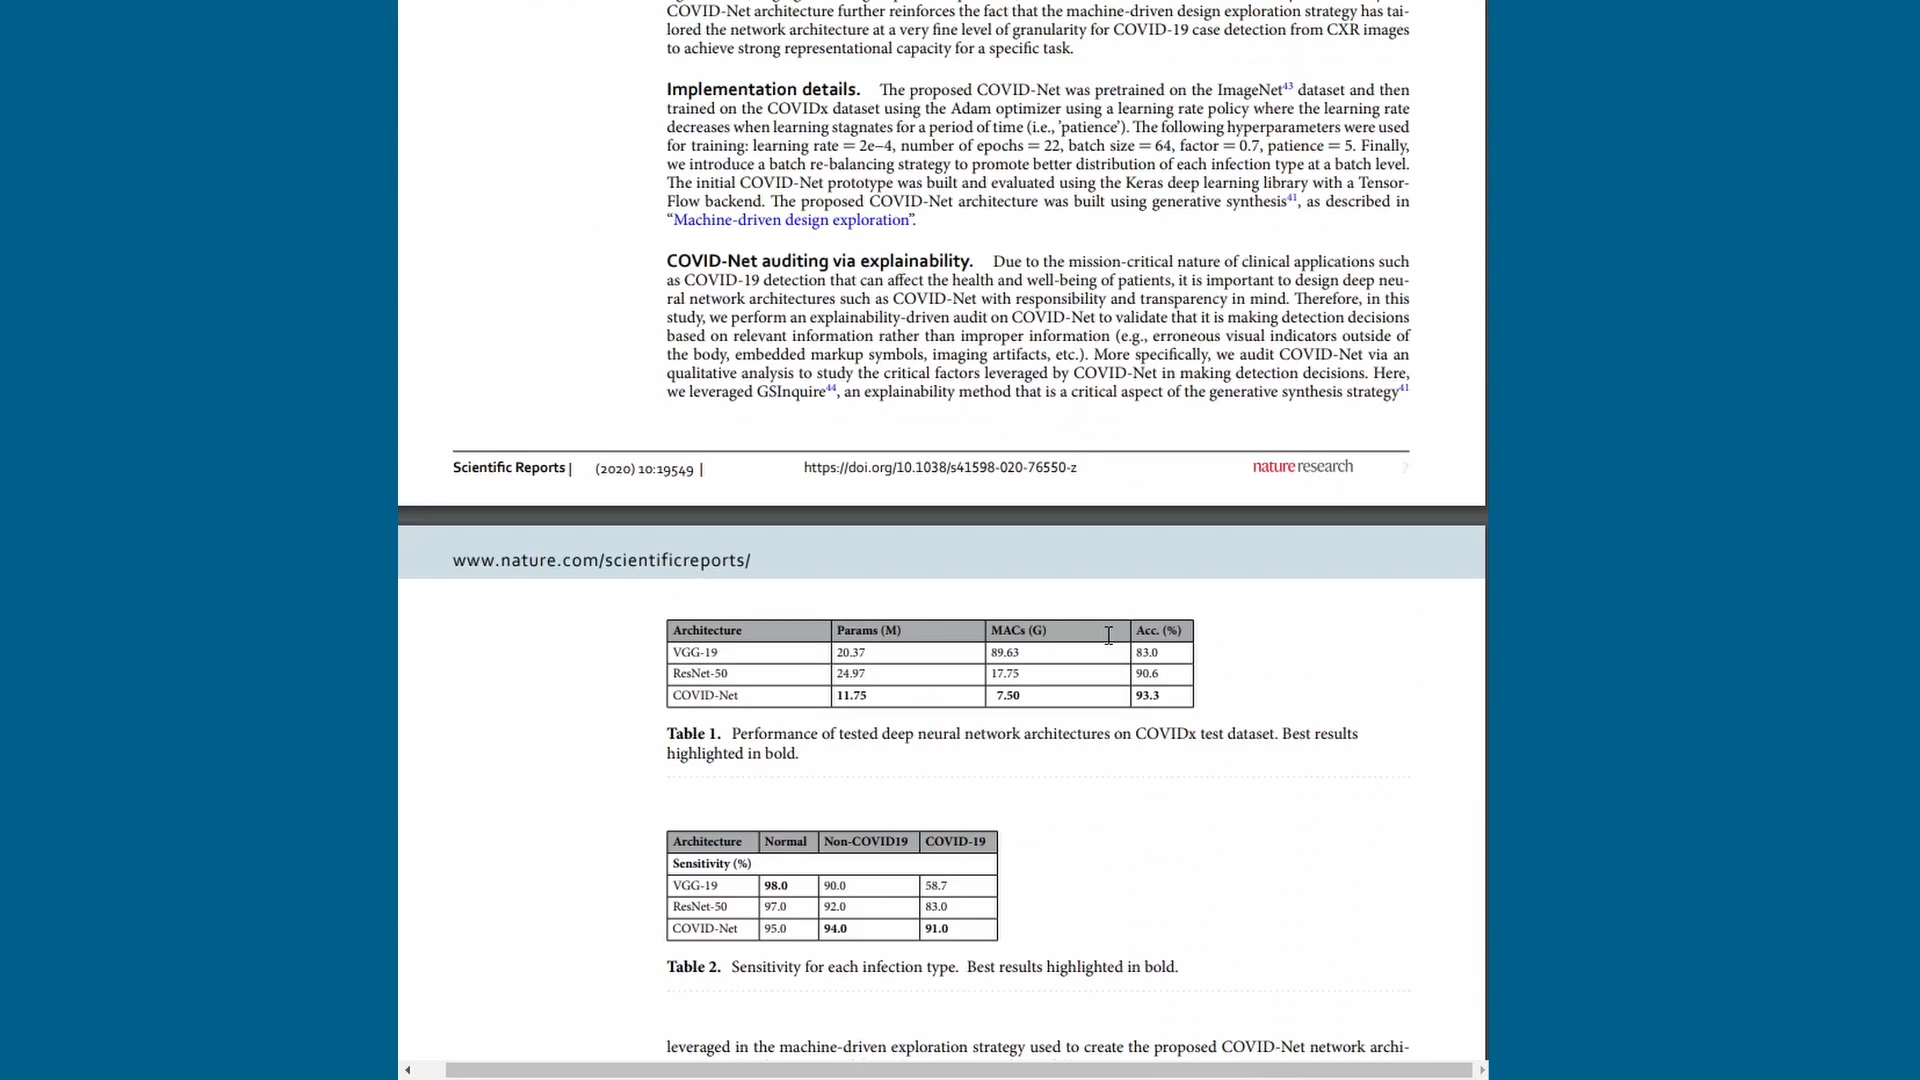 COVID-Net architecture further reinforces the fact that the machine-driven design exploration strategy has tai-
lored the network architecture at a very fine level of granularity for COVID-19 case detection from CXR images
to achieve strong representational capacity for a specific task.
Implementation details. The proposed COVID-Net was pretrained on the ImageNet43 dataset and then
trained on the COVIDx dataset using the Adam optimizer using a learning rate policy where the learning rate
decreases when learning stagnates for a period of time (i.e., 'patience'). The following hyperparameters were used
for training: learning rate = 2e−4, number of epochs = 22, batch size = 64, factor = 0.7, patience = 5. Finally,
we introduce a batch re-balancing strategy to promote better distribution of each infection type at a batch level.
The initial COVID-Net prototype was built and evaluated using the Keras deep learning library with a Tensor-
Flow backend. The proposed COVID-Net architecture was built using generative synthesis41, as described in
“Machine-driven design exploration”.
COVID-Net auditing via explainability. Due to the mission-critical nature of clinical applications such
as COVID-19 detection that can affect the health and well-being of patients, it is important to design deep neu-
ral network architectures such as COVID-Net with responsibility and transparency in mind. Therefore, in this
study, we perform an explainability-driven audit on COVID-Net to validate that it is making detection decisions
based on relevant information rather than improper information (e.g., erroneous visual indicators outside of
the body, embedded markup symbols, imaging artifacts, etc.). More specifically, we audit COVID-Net via an
qualitative analysis to study the critical factors leveraged by COVID-Net in making detection decisions. Here,
we leveraged GSInquire44, an explainability method that is a critical aspect of the generative synthesis strategy41
Scientific Reports | (2020) 10:19549 | https://doi.org/10.1038/s41598-020-76550-z natureresearch 7
www.nature.com/scientificreports/
Architecture Params (M) MACs (G) Acc. (%)
VGG-19 20.37 89.63 83.0
ResNet-50 24.97 17.75 90.6
COVID-Net 11.75 7.50 93.3
Table 1. Performance of tested deep neural network architectures on COVIDx test dataset. Best results
highlighted in bold.
Architecture Normal Non-COVID19 COVID-19
Sensitivity (%)
VGG-19 98.0 90.0 58.7
ResNet-50 97.0 92.0 83.0
COVID-Net 95.0 94.0 91.0
Table 2. Sensitivity for each infection type. Best results highlighted in bold.
leveraged in the machine-driven exploration strategy used to create the proposed COVID-Net network archi-